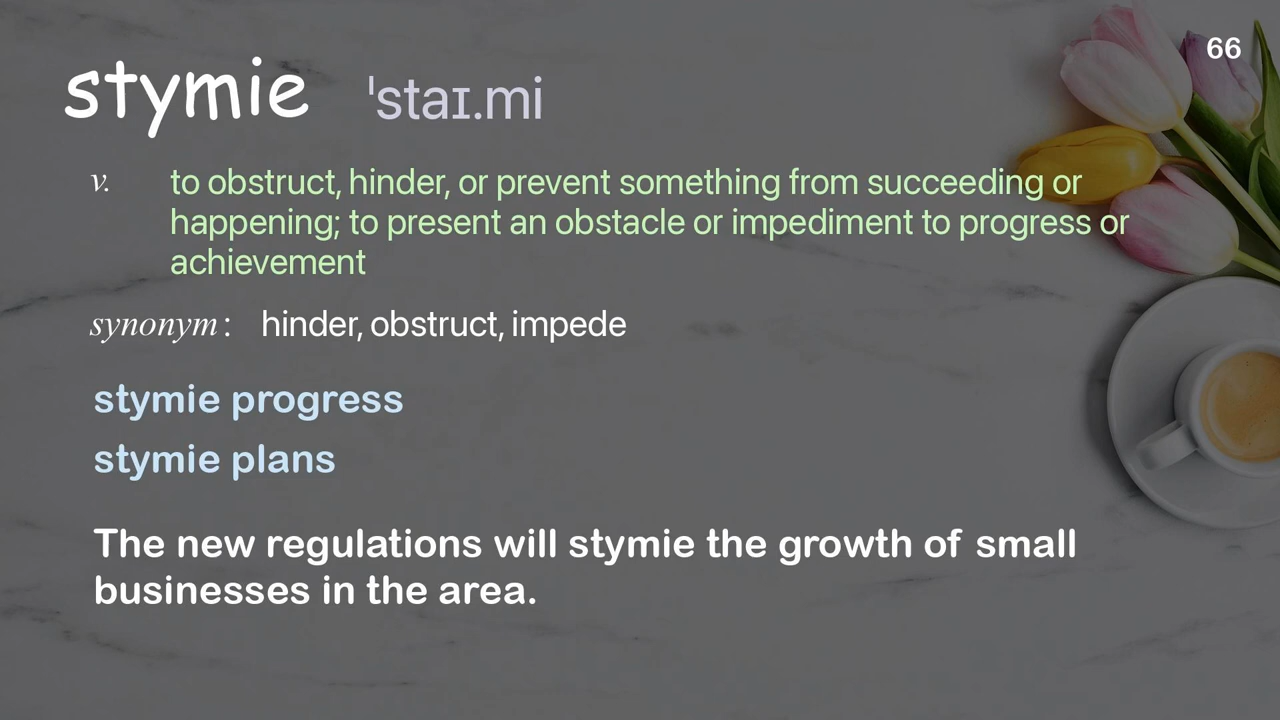 66
stymie ˈstaɪ.mi
v. to obstruct, hinder, or prevent something from succeeding or
happening; to present an obstacle or impediment to progress or
achievement
synonym: hinder, obstruct, impede
stymie progress
stymie plans
The new regulations will stymie the growth of small
businesses in the area.